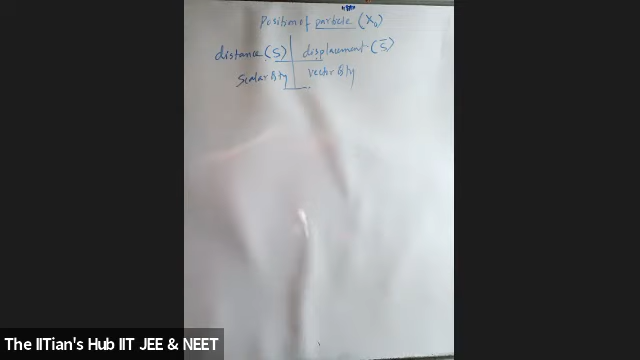 Position of particle (X₀)
distance (S) displacement (S̄)
Scalar Qty vector Qty
The IITian's Hub IIT JEE & NEET